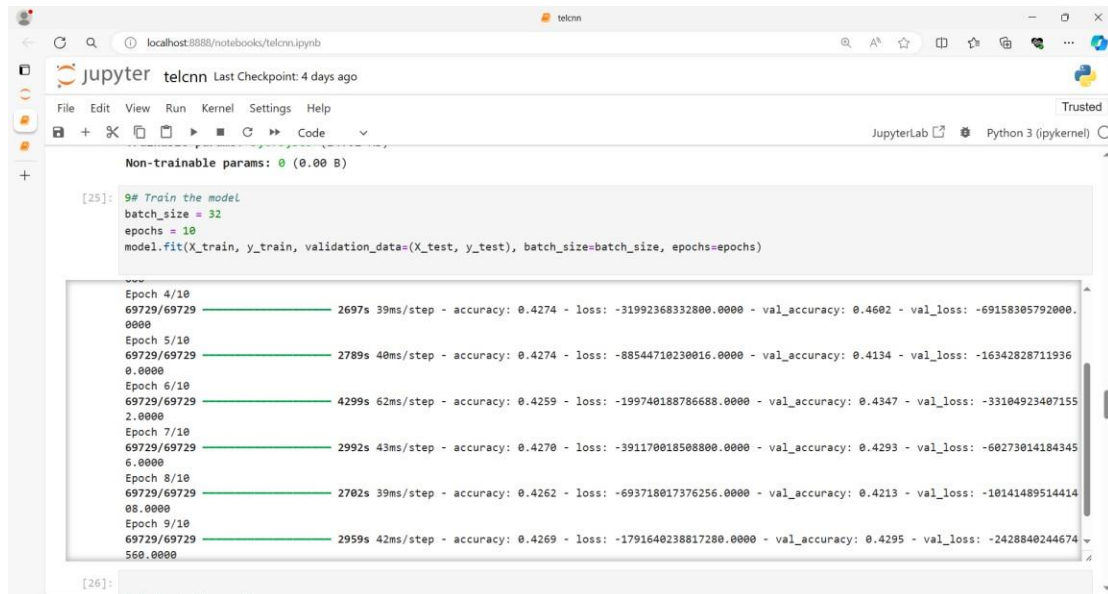 telcnn
localhost:8888/notebooks/telcnn.ipynb
jupyter telcnn Last Checkpoint: 4 days ago
File Edit View Run Kernel Settings Help Trusted
Code JupyterLab Python 3 (ipykernel)
Non-trainable params: 0 (0.00 B)
[25]: 9# Train the model
batch_size = 32
epochs = 10
model.fit(X_train, y_train, validation_data=(X_test, y_test), batch_size=batch_size, epochs=epochs)
Epoch 4/10
69729/69729 2697s 39ms/step - accuracy: 0.4274 - loss: -31992368332800.0000 - val_accuracy: 0.4602 - val_loss: -69158305792000.
0000
Epoch 5/10
69729/69729 2789s 40ms/step - accuracy: 0.4274 - loss: -88544710230016.0000 - val_accuracy: 0.4134 - val_loss: -16342828711936
0.0000
Epoch 6/10
69729/69729 4299s 62ms/step - accuracy: 0.4259 - loss: -199740188786688.0000 - val_accuracy: 0.4347 - val_loss: -33104923407155
2.0000
Epoch 7/10
69729/69729 2992s 43ms/step - accuracy: 0.4270 - loss: -391170018508800.0000 - val_accuracy: 0.4293 - val_loss: -60273014184345
6.0000
Epoch 8/10
69729/69729 2702s 39ms/step - accuracy: 0.4262 - loss: -693718017376256.0000 - val_accuracy: 0.4213 - val_loss: -10141489514414
08.0000
Epoch 9/10
69729/69729 2959s 42ms/step - accuracy: 0.4269 - loss: -1791640238817280.0000 - val_accuracy: 0.4295 - val_loss: -2428840244674
560.0000
[26]: